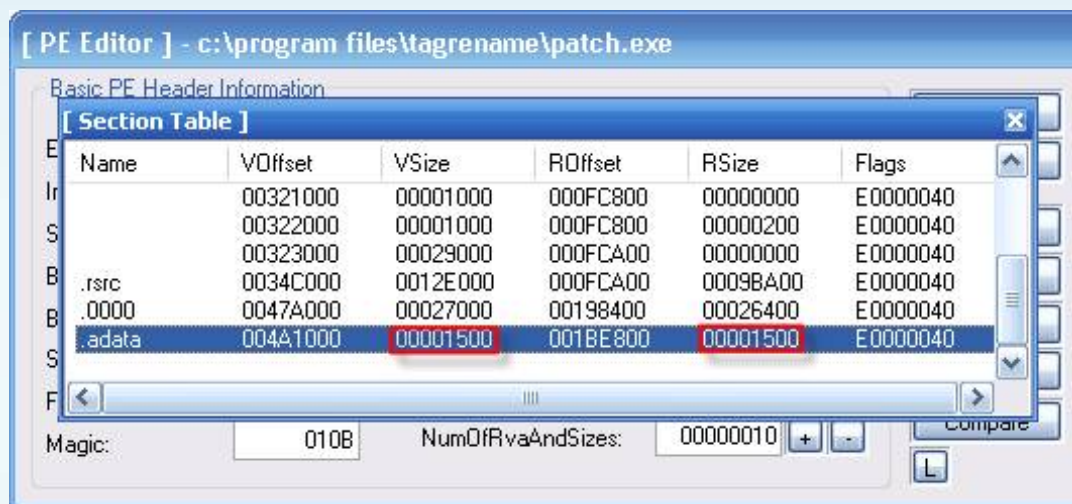 [ PE Editor ] - c:\program files\tagrename\patch.exe
Basic PE Header Information
[ Section Table ]
Name VOffset VSize ROffset RSize Flags
00321000 00001000 000FC800 00000000 E0000040
00322000 00001000 000FC800 00000200 E0000040
00323000 00029000 000FCA00 00000000 E0000040
.rsrc 0034C000 0012E000 000FCA00 0009BA00 E0000040
.0000 0047A000 00027000 00198400 00026400 E0000040
.adata 004A1000 00001500 001BE800 00001500 E0000040
Magic: 010B NumOfRvaAndSizes: 00000010 + -
Compare
L